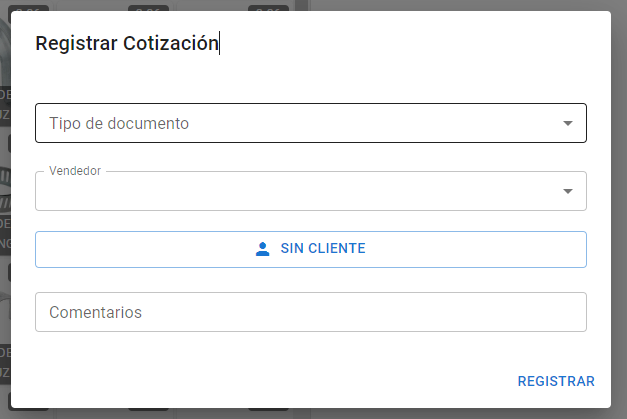 Registrar Cotización
Tipo de documento
Vendedor
SIN CLIENTE
Comentarios
REGISTRAR